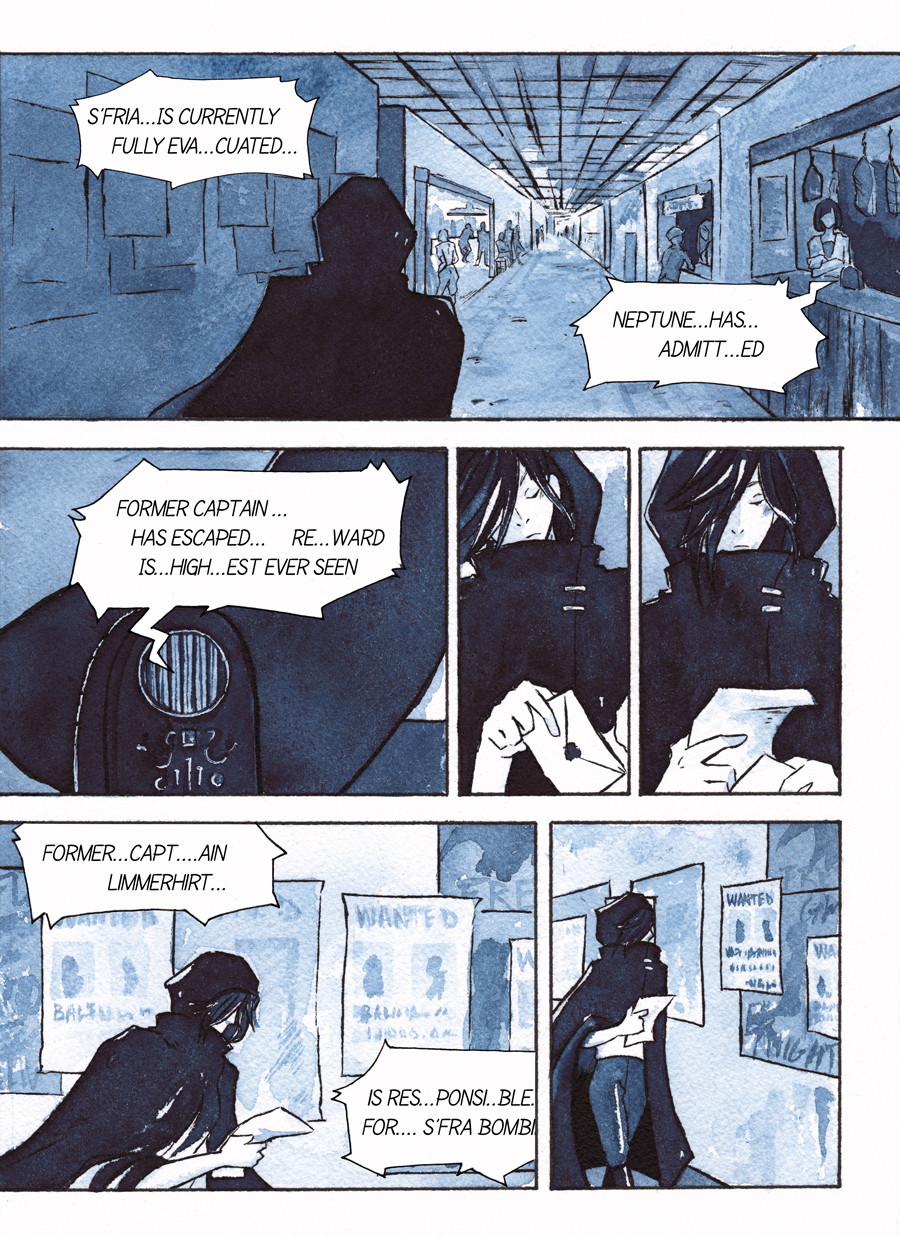 S'FRIA...IS CURRENTLY
FULLY EVA...CUATED...
NEPTUNE...HAS...
ADMITT...ED
FORMER CAPTAIN ...
HAS ESCAPED... RE...WARD
IS...HIGH...EST EVER SEEN
FORMER...CAPT....AIN
LIMMERHIRT...
WANTED
WANTED
IS RES...PONSI..BLE.
FOR.... S'FRA BOMBI
WANTED